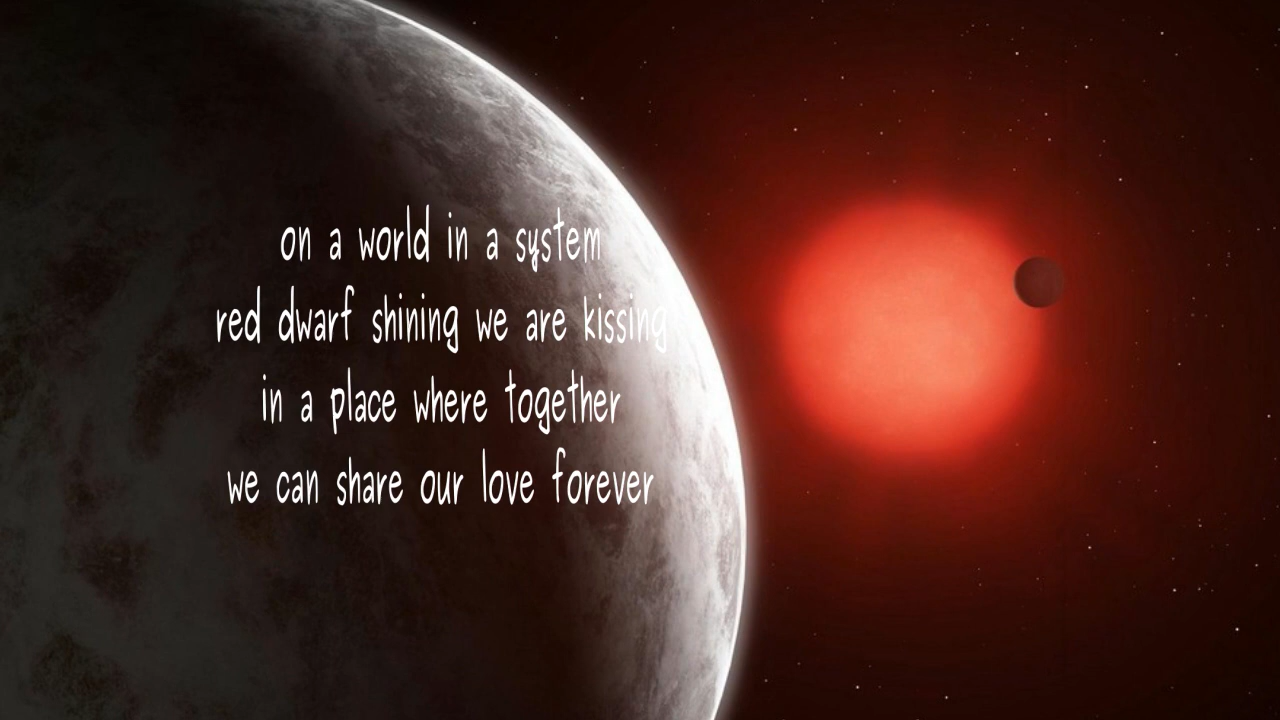 on a world in a system
red dwarf shining we are kissing
in a place where together
we can share our love forever